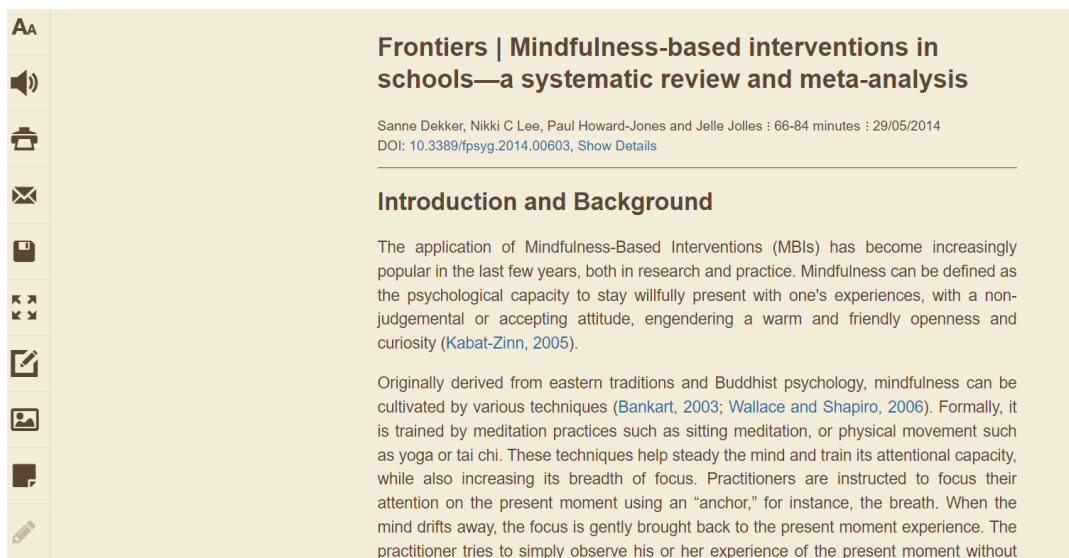 AA
Frontiers | Mindfulness-based interventions in
schools—a systematic review and meta-analysis
Sanne Dekker, Nikki C Lee, Paul Howard-Jones and Jelle Jolles ⁝ 66-84 minutes ⁝ 29/05/2014
DOI: 10.3389/fpsyg.2014.00603, Show Details
Introduction and Background
The application of Mindfulness-Based Interventions (MBIs) has become increasingly
popular in the last few years, both in research and practice. Mindfulness can be defined as
the psychological capacity to stay willfully present with one's experiences, with a non-
judgemental or accepting attitude, engendering a warm and friendly openness and
curiosity (Kabat-Zinn, 2005).
Originally derived from eastern traditions and Buddhist psychology, mindfulness can be
cultivated by various techniques (Bankart, 2003; Wallace and Shapiro, 2006). Formally, it
is trained by meditation practices such as sitting meditation, or physical movement such
as yoga or tai chi. These techniques help steady the mind and train its attentional capacity,
while also increasing its breadth of focus. Practitioners are instructed to focus their
attention on the present moment using an “anchor,” for instance, the breath. When the
mind drifts away, the focus is gently brought back to the present moment experience. The
practitioner tries to simply observe his or her experience of the present moment without